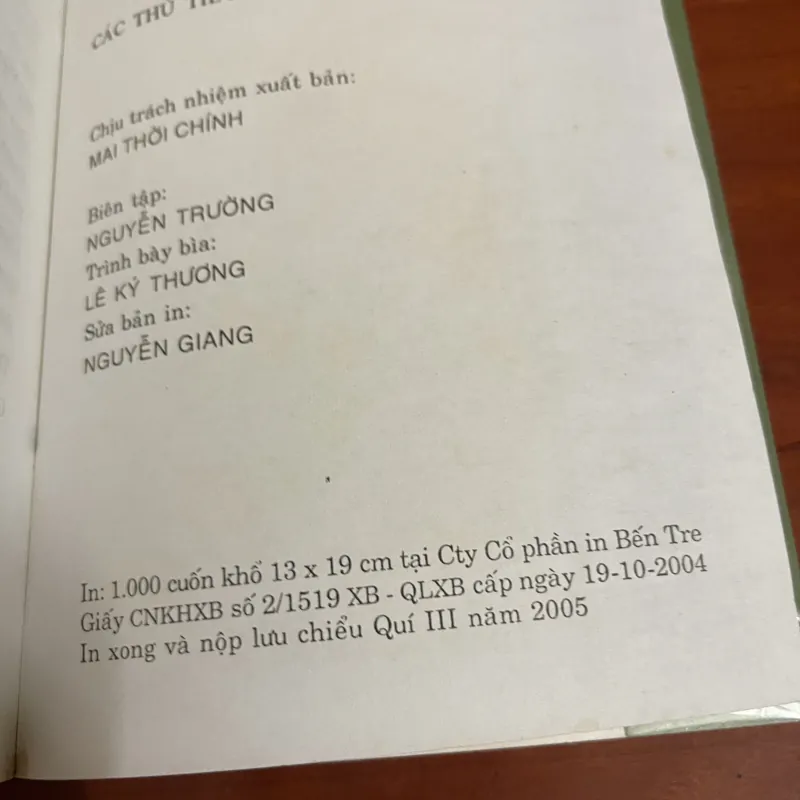 CÁC THỦ
Chịu trách nhiệm xuất bản:
MAI THỜI CHÍNH
Biên tập:
NGUYỄN TRƯỜNG
Trình bày bìa:
LÊ KÝ THƯƠNG
Sửa bản in:
NGUYỄN GIANG
In: 1.000 cuốn khổ 13 x 19 cm tại Cty Cổ phần in Bến Tre
Giấy CNKHXB số 2/1519 XB - QLXB cấp ngày 19-10-2004
In xong và nộp lưu chiểu Quí III năm 2005